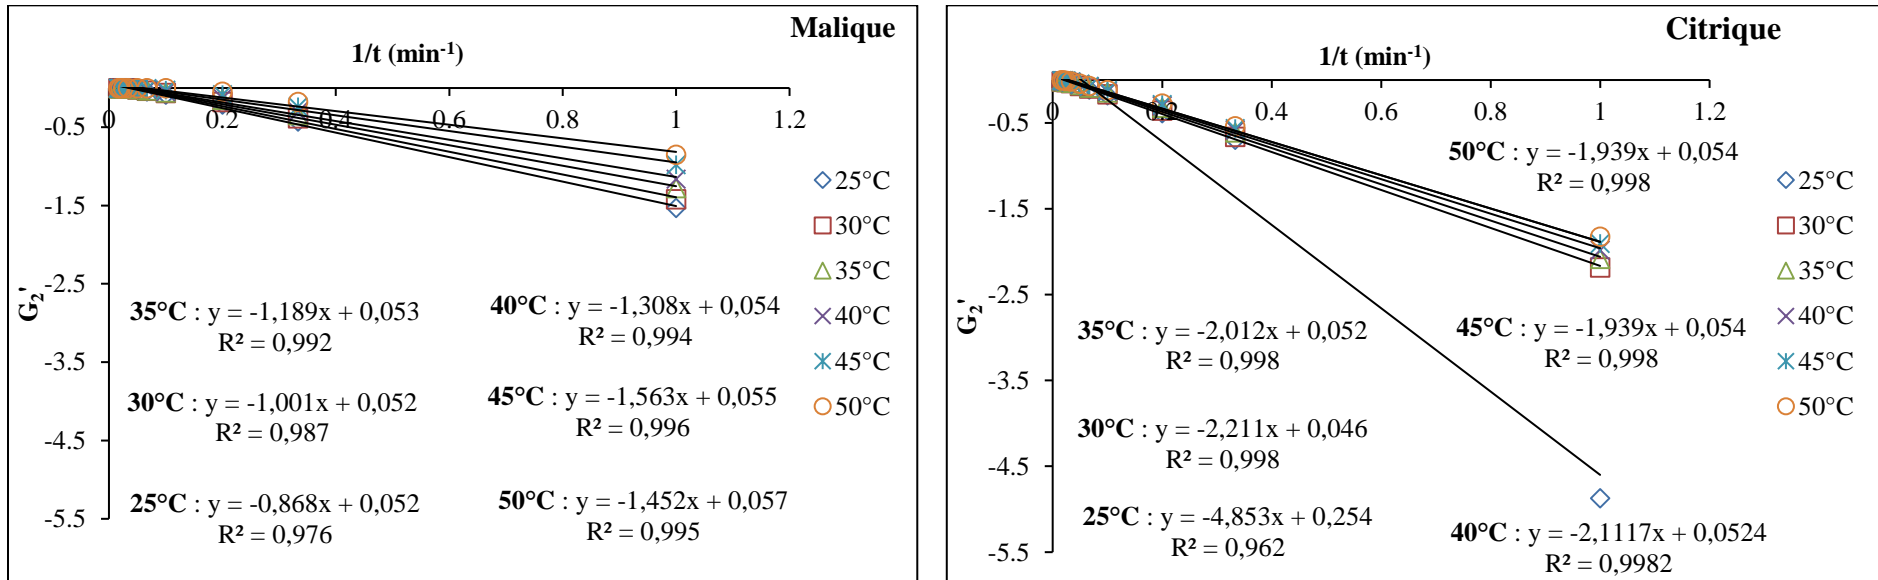 Malique
1/t (min-1)
0
0.2
0.4
0.6
0.8
1
1.2
-0.5
-1.5
-2.5
-3.5
-4.5
-5.5
G2'
25°C
30°C
35°C
40°C
45°C
50°C
35°C : y = -1,189x + 0,053
R² = 0,992
40°C : y = -1,308x + 0,054
R² = 0,994
30°C : y = -1,001x + 0,052
R² = 0,987
45°C : y = -1,563x + 0,055
R² = 0,996
25°C : y = -0,868x + 0,052
R² = 0,976
50°C : y = -1,452x + 0,057
R² = 0,995
Citrique
1/t (min-1)
0
0.2
0.4
0.6
0.8
1
1.2
-0.5
-1.5
-2.5
-3.5
-4.5
-5.5
G2'
50°C : y = -1,939x + 0,054
R² = 0,998
25°C
30°C
35°C
40°C
45°C
50°C
35°C : y = -2,012x + 0,052
R² = 0,998
45°C : y = -1,939x + 0,054
R² = 0,998
30°C : y = -2,211x + 0,046
R² = 0,998
25°C : y = -4,853x + 0,254
R² = 0,962
40°C : y = -2,1117x + 0,0524
R² = 0,9982